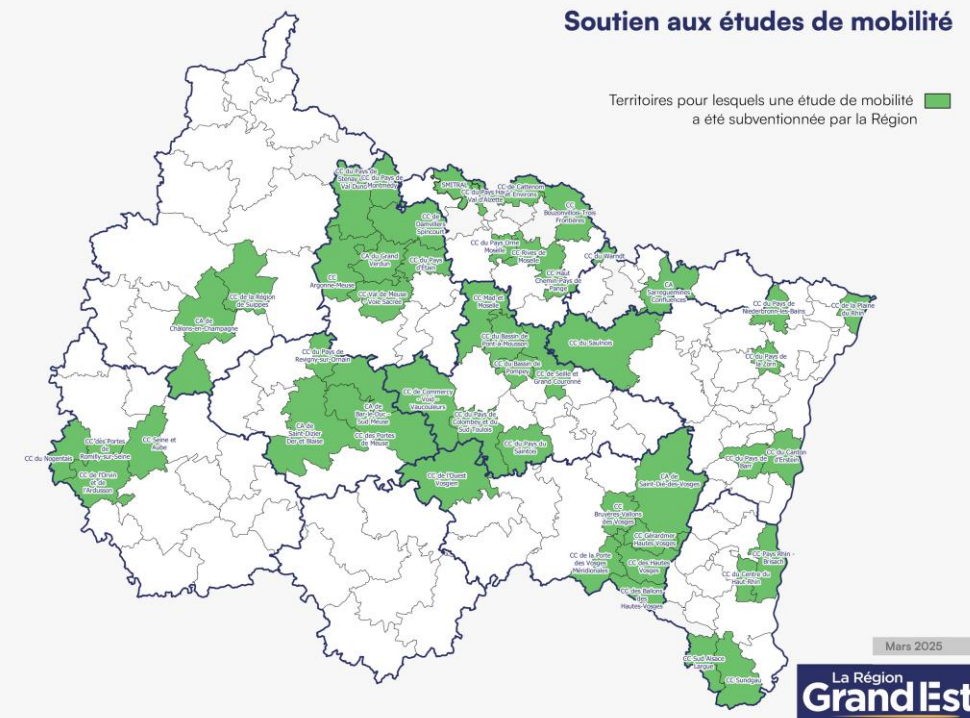 Soutien aux études de mobilité
Territoires pour lesquels une étude de mobilité
a été subventionnée par la Région
CC du Pays de
Stenay
Val Dunois
CC du Pays de
Montmédy
SMITRAL
CC du Pays Haut
Val d'Alzette
CC de Cattenom
et Environs
CC
Bouzonvillois-Trois
Frontières
CC de
Damvillers
Spincourt
CA du Grand
Verdun
CC du Pays
d'Étain
CC
Argonne-Meuse
CC Val de Meuse
Voie Sacrée
CC du Pays Orne
Moselle
CC Rives de
Moselle
CC Haut
Chemin-Pays de
Pange
CC du Warndt
CA
Sarreguemines
Confluences
CC Mad et
Moselle
CC du Bassin de
Pont-à-Mousson
CC du Bassin de
Pompey
CC de Seille et
Grand Couronné
CC du Saulnois
CC du Pays de
Niederbronn-les-Bains
CC de la Plaine
du Rhin
CC du Pays de
la Zorn
CC de la Région
de Suippes
CA de
Châlons-en-Champagne
CC du Pays de
Revigny-sur-Ornain
CC de Commercy
Void
Vaucouleurs
CA de
Bar-le-Duc
Sud Meuse
CA de
Saint-Dizier
Der et Blaise
CC des Portes
de Meuse
CC du Pays de
Colombey et du
Sud Toulois
CC du Pays du
Saintois
CC de l'Ouest
Vosgien
CC du Nogentais
CC des Portes
de
Romilly-sur-Seine
CC Seine et
Aube
CC de l'Orvin
et de
l'Ardusson
CC du Pays de
Barr
CC du Canton
d'Erstein
CA de
Saint-Dié-des-Vosges
CC
Bruyères-Vallons
des Vosges
CC Gérardmer
Hautes Vosges
CC de la Porte
des Vosges
Méridionales
CC des Hautes
Vosges
CC des Ballons
des
Hautes-Vosges
CC Pays Rhin -
Brisach
CC du Centre du
Haut-Rhin
CC Sud Alsace
Largue
CC Sundgau
Mars 2025
La Région
Grand Est